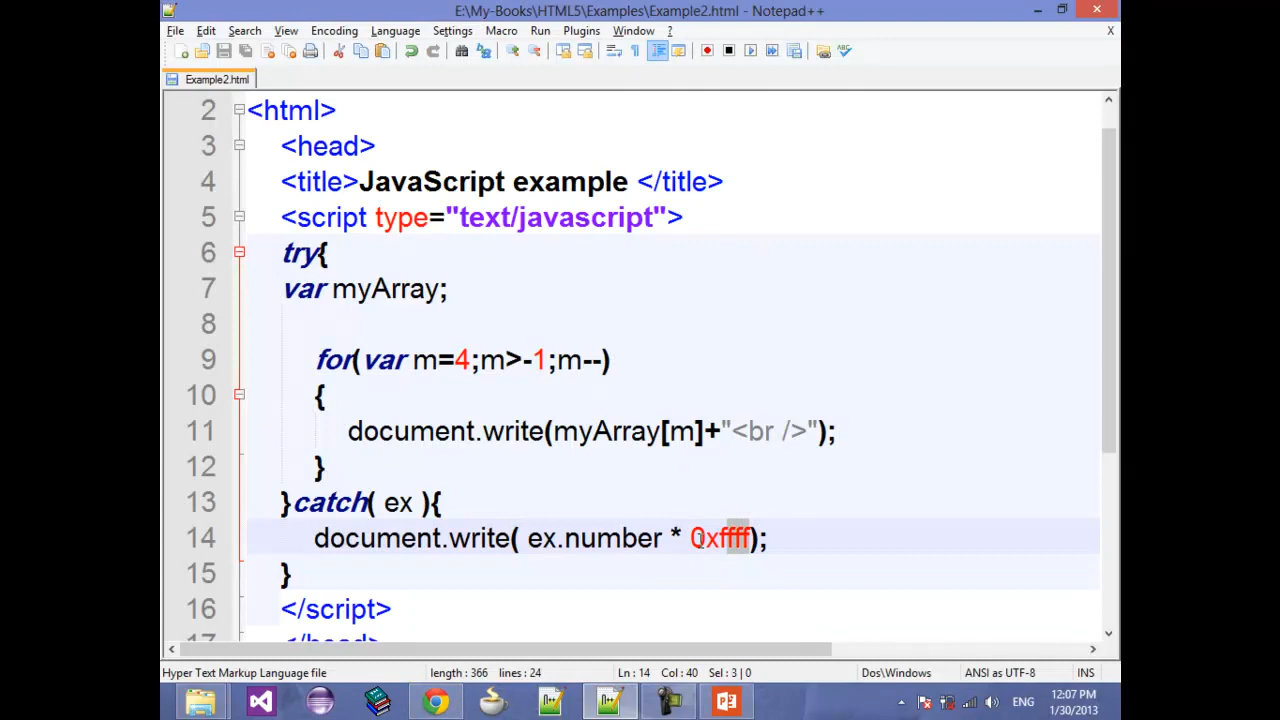 E:\My-Books\HTML5\Examples\Example2.html - Notepad++
File Edit Search View Encoding Language Settings Macro Run Plugins Window ? X
Example2.html
2 <html>
3 <head>
4 <title>JavaScript example </title>
5 <script type="text/javascript">
6 try{
7 var myArray;
8
9 for(var m=4;m>-1;m--)
10 {
11 document.write(myArray[m]+"<br />");
12 }
13 }catch( ex ){
14 document.write( ex.number * 0xffff);
15 }
16 </script>
17 </head>
Hyper Text Markup Language file length : 366 lines : 24 Ln : 14 Col : 40 Sel : 3 | 0 Dos\Windows ANSI as UTF-8 INS
ENG 12:07 PM
1/30/2013